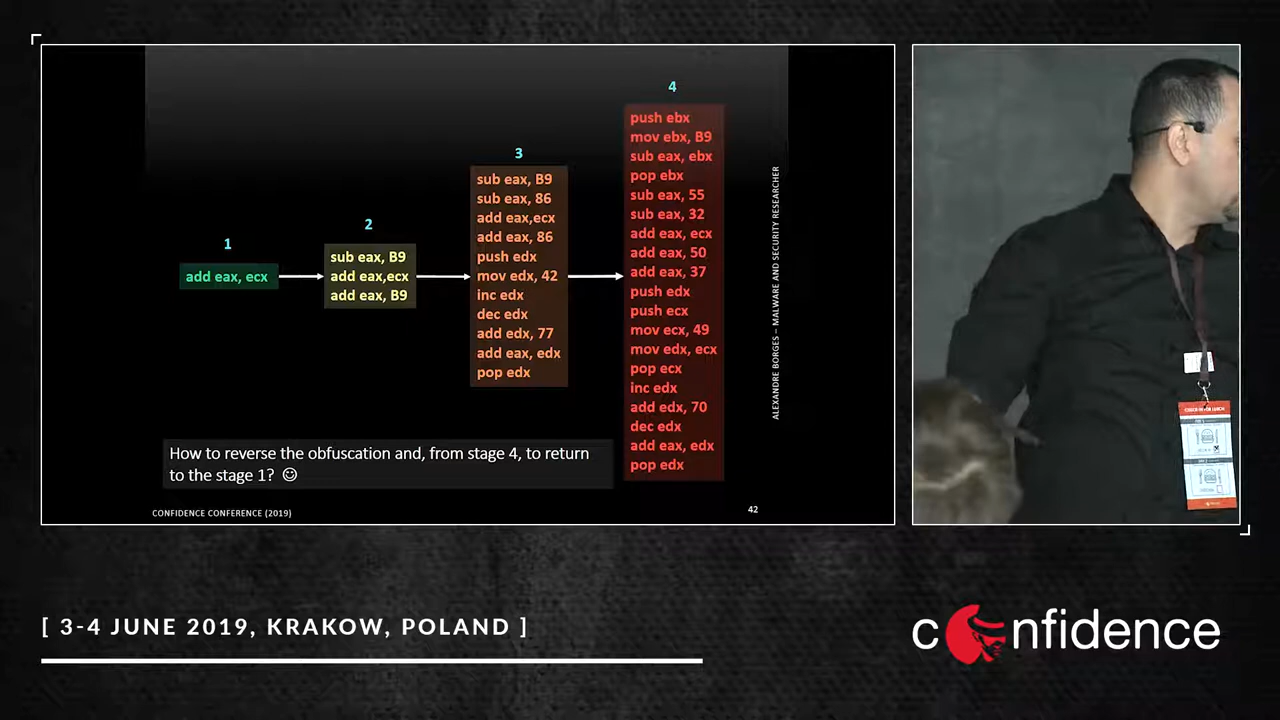 1
add eax, ecx
2
sub eax, B9
add eax,ecx
add eax, B9
3
sub eax, B9
sub eax, 86
add eax,ecx
add eax, 86
push edx
mov edx, 42
inc edx
dec edx
add edx, 77
add eax, edx
pop edx
4
push ebx
mov ebx, B9
sub eax, ebx
pop ebx
sub eax, 55
sub eax, 32
add eax, ecx
add eax, 50
add eax, 37
push edx
push ecx
mov ecx, 49
mov edx, ecx
pop ecx
inc edx
add edx, 70
dec edx
add eax, edx
pop edx
ALEXANDRE BORGES – MALWARE AND SECURITY RESEARCHER
How to reverse the obfuscation and, from stage 4, to return
to the stage 1? ☺
CONFIDENCE CONFERENCE (2019)
42
[ 3-4 JUNE 2019, KRAKOW, POLAND ]
confidence